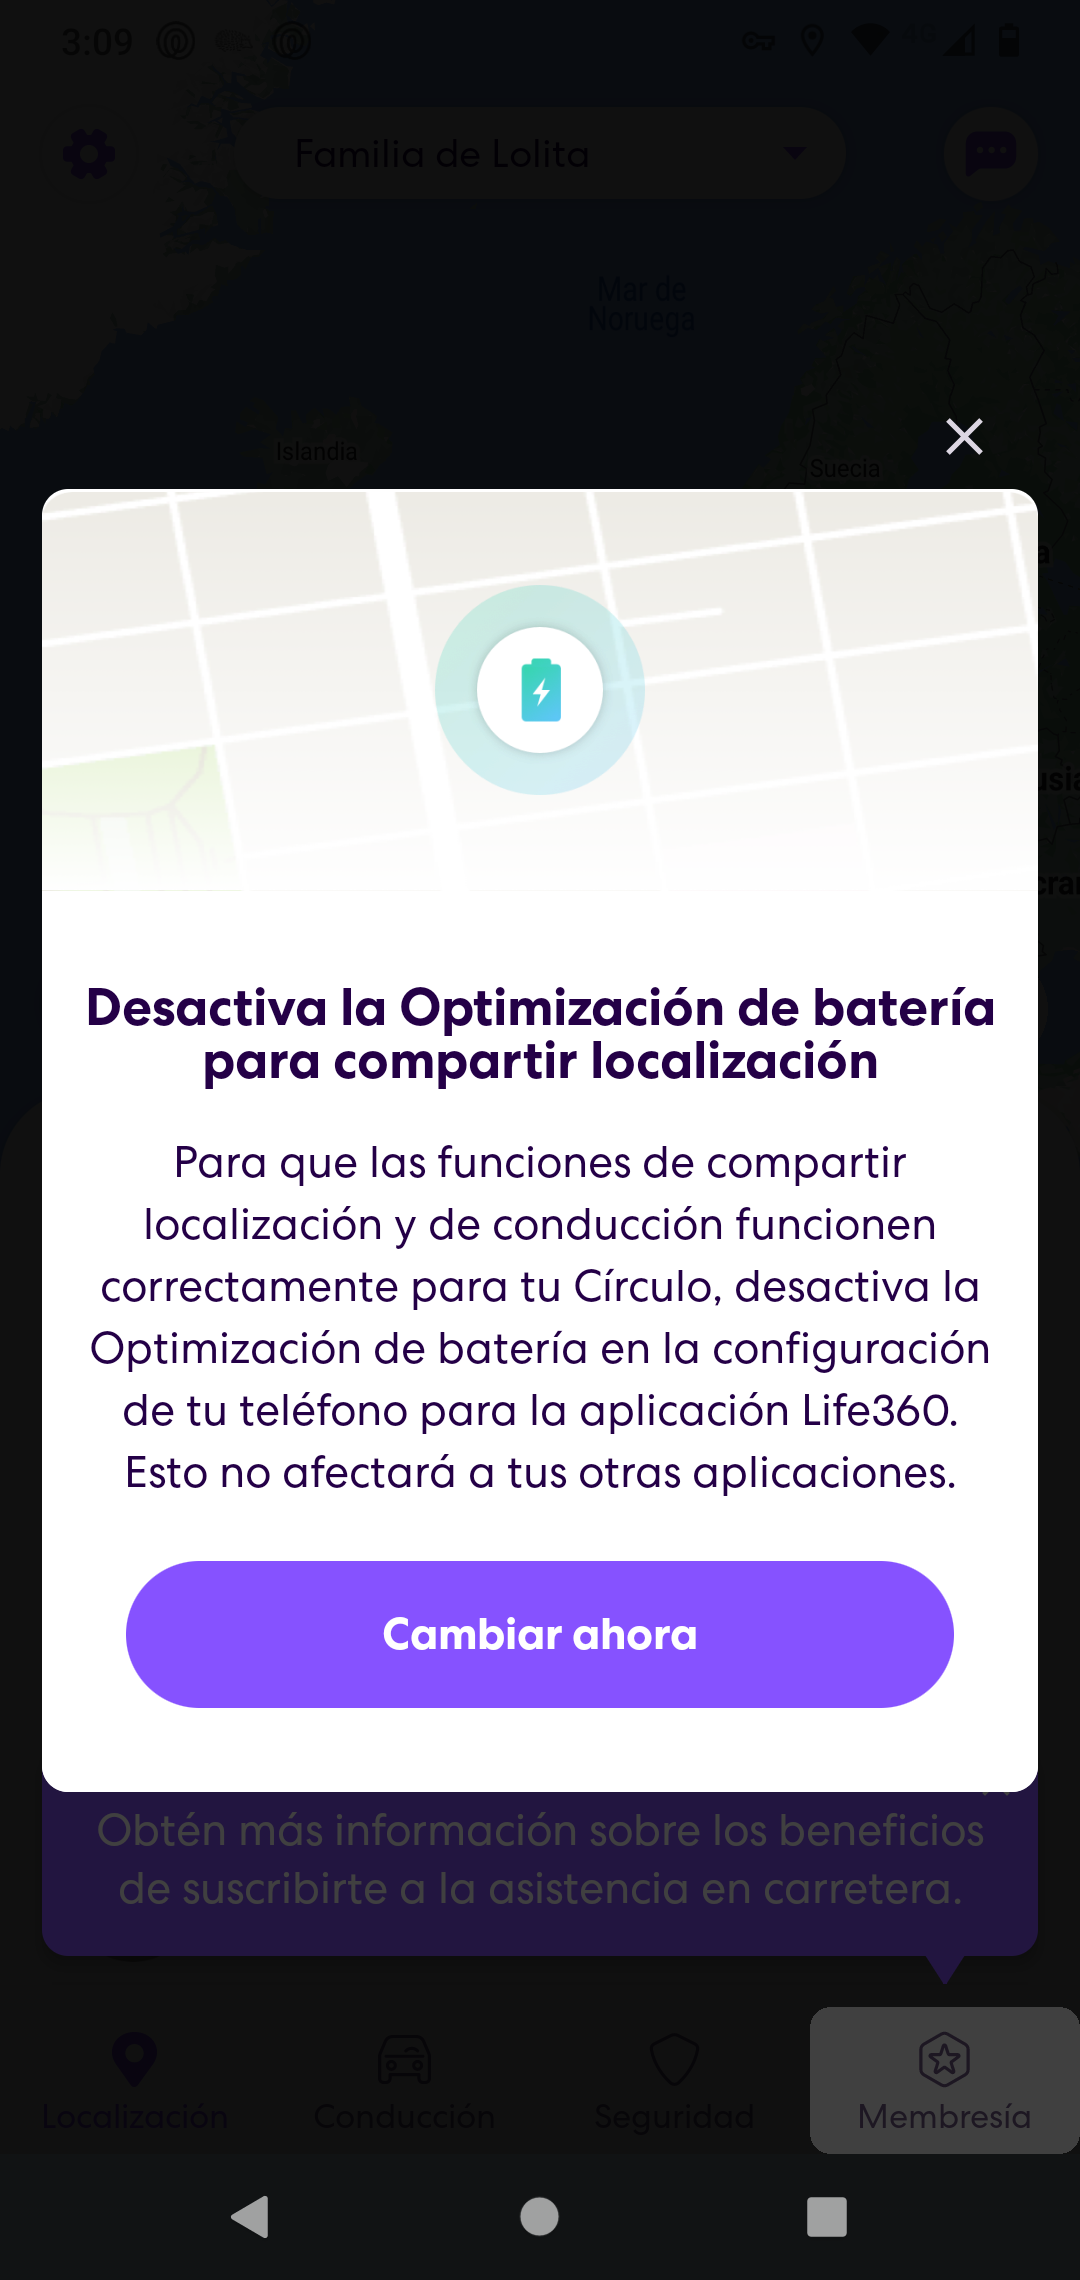 3:09
4G
Familia de Lolita
Mar de
Noruega
Islandia
Suecia
Desactiva la Optimización de batería
para compartir localización
Para que las funciones de compartir
localización y de conducción funcionen
correctamente para tu Círculo, desactiva la
Optimización de batería en la configuración
de tu teléfono para la aplicación Life360.
Esto no afectará a tus otras aplicaciones.
Cambiar ahora
Obtén más información sobre los beneficios
de suscribirte a la asistencia en carretera.
Localización
Conducción
Seguridad
Membresía